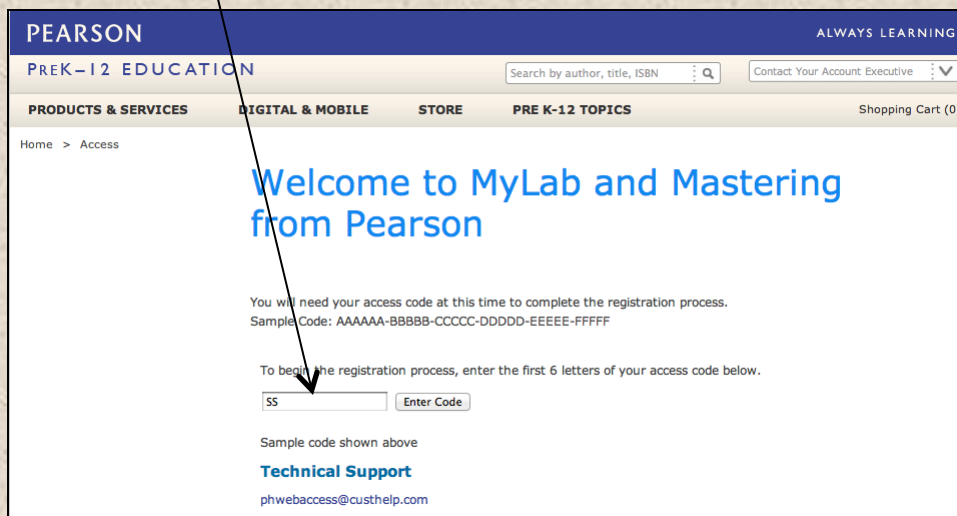 PEARSON
ALWAYS LEARNING
PREK–12 EDUCATION
Search by author, title, ISBN
Contact Your Account Executive
PRODUCTS & SERVICES DIGITAL & MOBILE STORE PRE K-12 TOPICS Shopping Cart (0
Home > Access
Welcome to MyLab and Mastering
from Pearson
You will need your access code at this time to complete the registration process.
Sample Code: AAAAAA-BBBBB-CCCCC-DDDDD-EEEEE-FFFFF
To begin the registration process, enter the first 6 letters of your access code below.
SS Enter Code
Sample code shown above
Technical Support
phwebaccess@custhelp.com